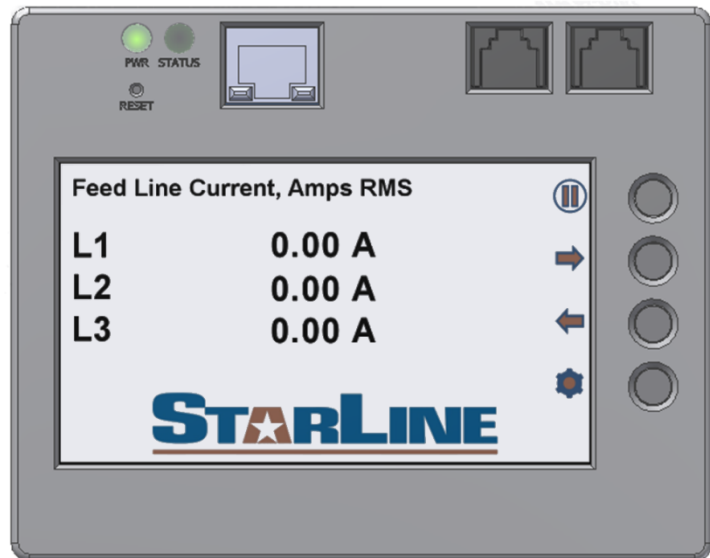 PWR STATUS
RESET
Feed Line Current, Amps RMS
L1 0.00 A
L2 0.00 A
L3 0.00 A
STARLINE